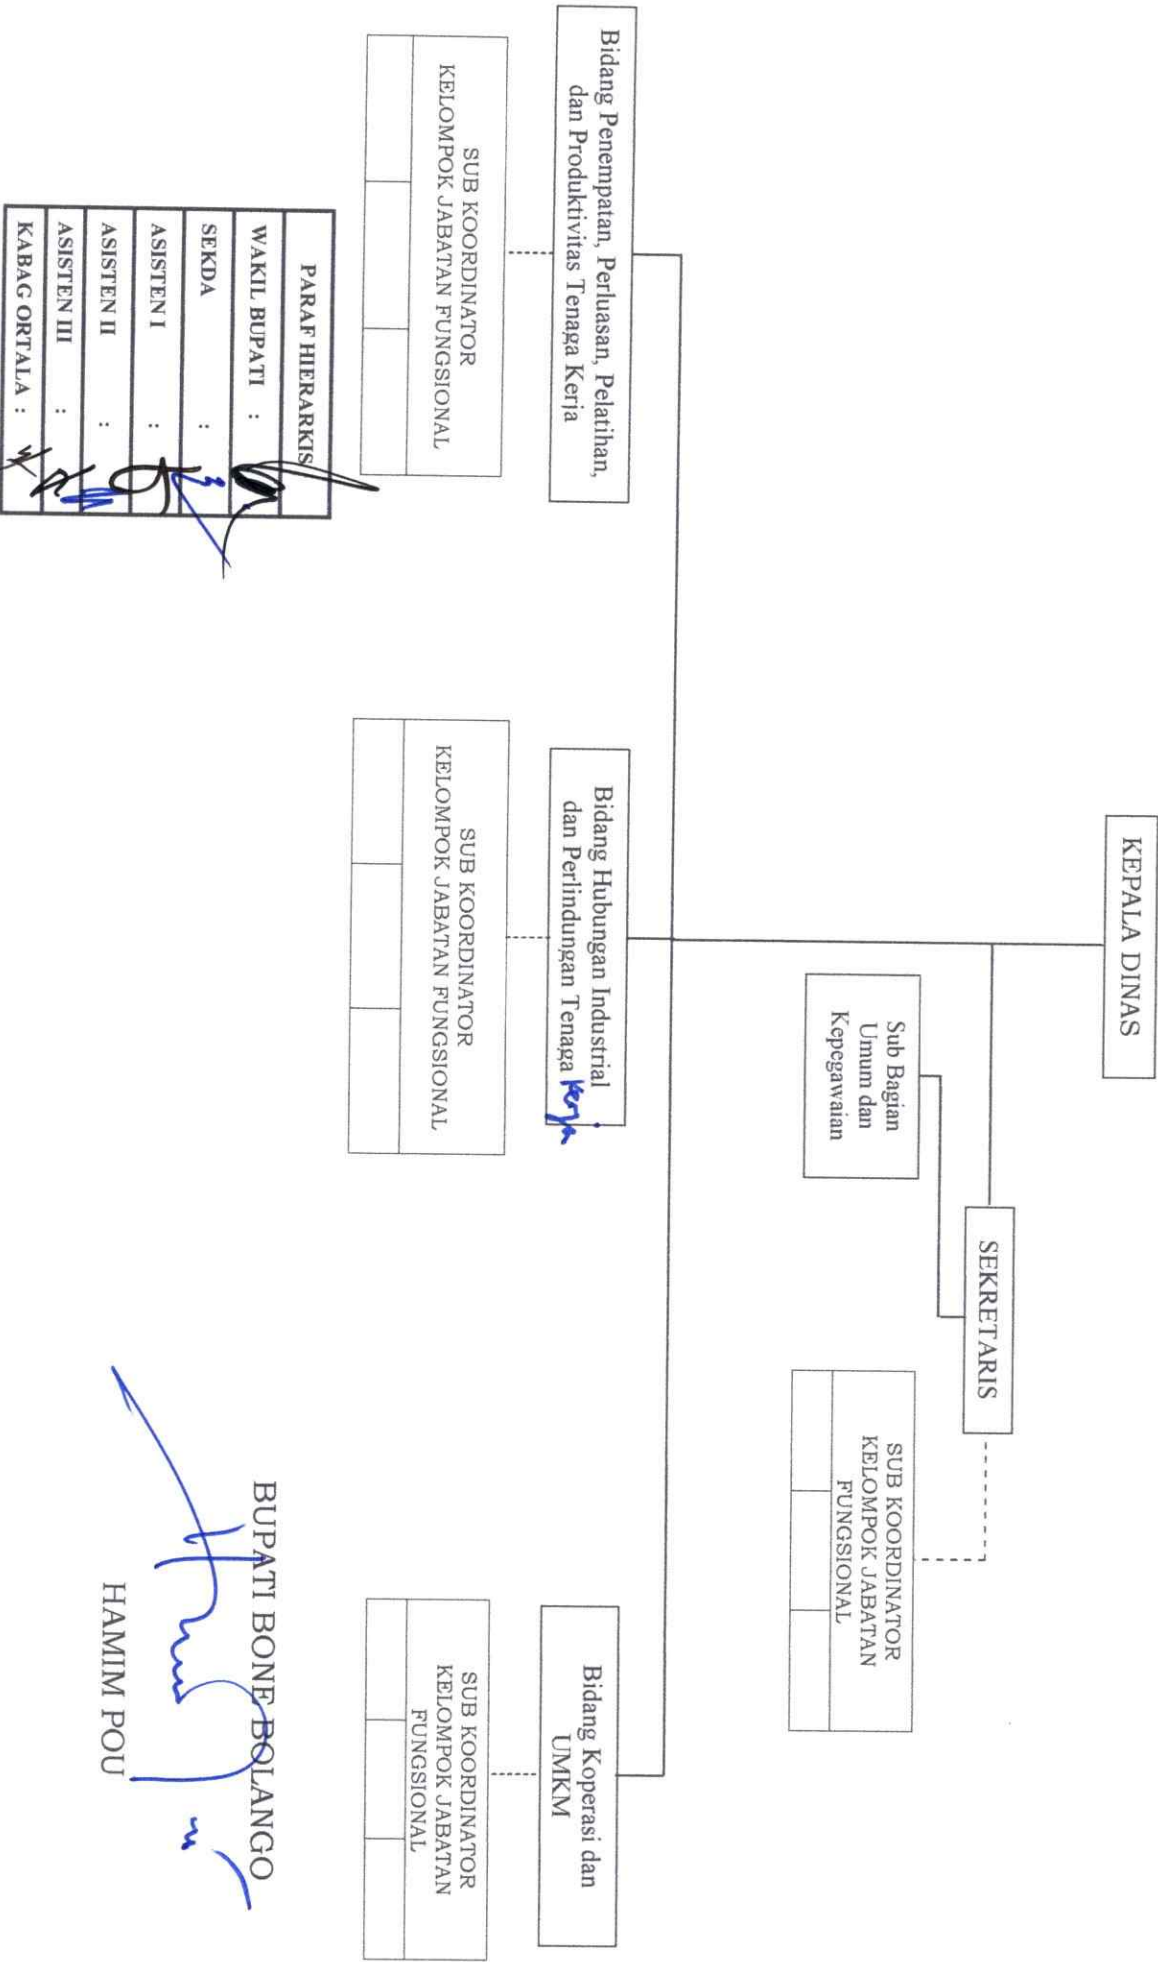 KEPALA DINAS
SEKRETARIS
Sub Bagian
Umum dan
Kepegawaian
SUB KOORDINATOR
KELOMPOK JABATAN
FUNGSIONAL
Bidang Penempatan, Perluasan, Pelatihan,
dan Produktivitas Tenaga Kerja
SUB KOORDINATOR
KELOMPOK JABATAN FUNGSIONAL
Bidang Hubungan Industrial
dan Perlindungan Tenaga Kerja
SUB KOORDINATOR
KELOMPOK JABATAN FUNGSIONAL
Bidang Koperasi dan
UMKM
SUB KOORDINATOR
KELOMPOK JABATAN
FUNGSIONAL
PARAF HIERARKIS
WAKIL BUPATI :
SEKDA :
ASISTEN I :
ASISTEN II :
ASISTEN III :
KABAG ORTALA :
BUPATI BONE BOLANGO
HAMIM POU